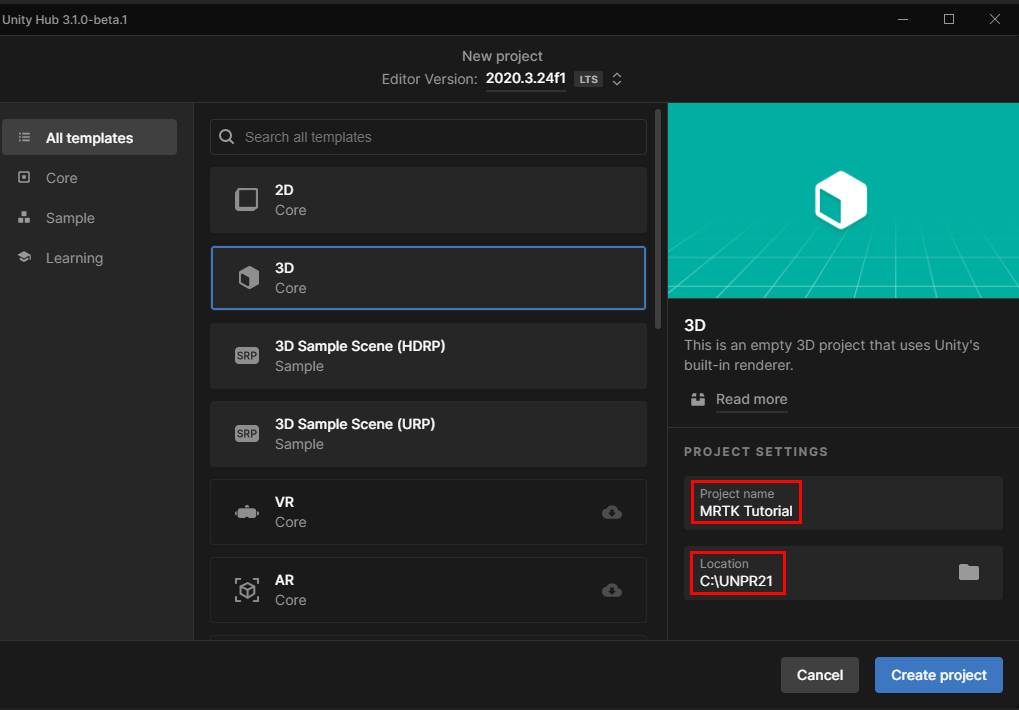 Unity Hub 3.1.0-beta.1
New project
Editor Version: 2020.3.24f1 LTS
All templates
Core
Sample
Learning
Search all templates
2D
Core
3D
Core
SRP
3D Sample Scene (HDRP)
Sample
SRP
3D Sample Scene (URP)
Sample
VR
Core
AR
Core
3D
This is an empty 3D project that uses Unity's
built-in renderer.
Read more
PROJECT SETTINGS
Project name
MRTK Tutorial
Location
C:\UNPR21
Cancel
Create project